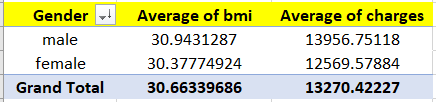 Gender Average of bmi Average of charges
male 30.9431287 13956.75118
female 30.37774924 12569.57884
Grand Total 30.66339686 13270.42227